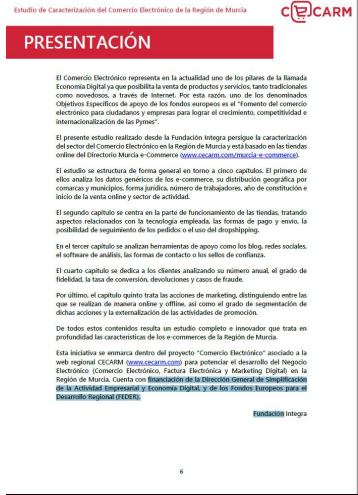 Estudio de Caracterización del Comercio Electrónico de la Región de Murcia
CECARM
PRESENTACIÓN
El Comercio Electrónico representa en la actualidad uno de los pilares de la llamada
Economía Digital ya que posibilita la venta de productos y servicios, tanto tradicionales
como novedosos, a través de Internet. Por esta razón, uno de los denominados
Objetivos Específicos de apoyo de los fondos europeos es el "Fomento del comercio
electrónico para ciudadanos y empresas para lograr el crecimiento, competitividad e
internacionalización de las Pymes".
El presente estudio realizado desde la Fundación Integra persigue la caracterización
del sector del Comercio Electrónico en la Región de Murcia y está basado en las tiendas
online del Directorio Murcia e-Commerce (www.cecarm.com/murcia-e-commerce).
El estudio se estructura de forma general en torno a cinco capítulos. El primero de
ellos analiza los datos genéricos de los e-commerce, su distribución geográfica por
comarcas y municipios, forma jurídica, número de trabajadores, año de constitución e
inicio de la venta online y sector de actividad.
El segundo capítulo se centra en la parte de funcionamiento de las tiendas, tratando
aspectos relacionados con la tecnología empleada, las formas de pago y envío, la
posibilidad de seguimiento de los pedidos o el uso del dropshipping.
En el tercer capítulo se analizan herramientas de apoyo como los blog, redes sociales,
el software de análisis, las formas de contacto o los sellos de confianza.
El cuarto capítulo se dedica a los clientes analizando su número anual, el grado de
fidelidad, la tasa de conversión, devoluciones y casos de fraude.
Por último, el capítulo quinto trata las acciones de marketing, distinguiendo entre las
que se realizan de manera online y offline, así como el grado de segmentación de
dichas acciones y la externalización de las actividades de promoción.
De todos estos contenidos resulta un estudio completo e innovador que trata en
profundidad las características de los e-commerces de la Región de Murcia.
Esta iniciativa se enmarca dentro del proyecto "Comercio Electrónico" asociado a la
web regional CECARM (www.cecarm.com) para potenciar el desarrollo del Negocio
Electrónico (Comercio Electrónico, Factura Electrónica y Marketing Digital) en la
Región de Murcia. Cuenta con financiación de la Dirección General de Simplificación
de la Actividad Empresarial y Economía Digital, y de los Fondos Europeos para el
Desarrollo Regional (FEDER).
Fundación Integra
6